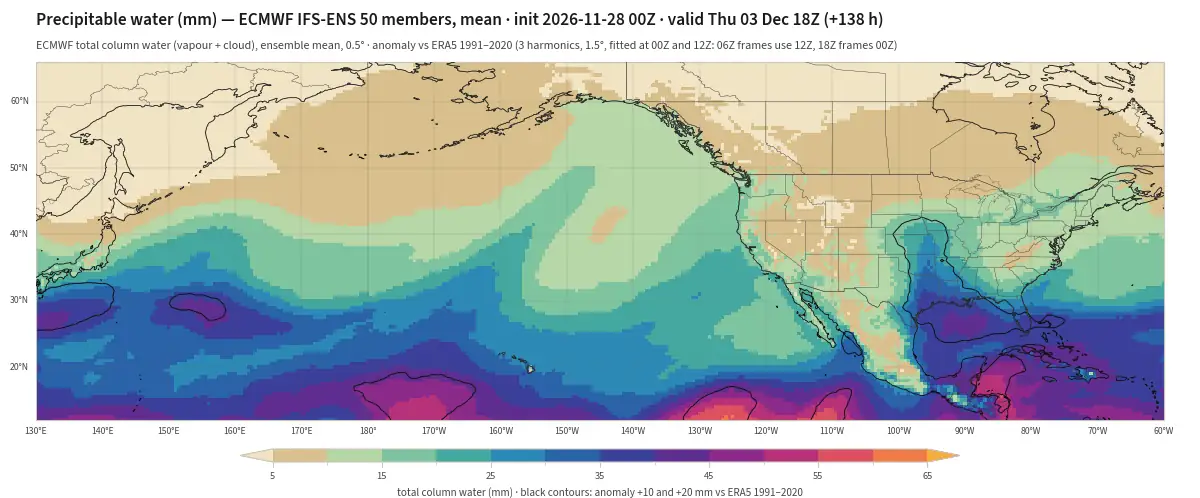 Precipitable water (mm) — ECMWF IFS-ENS 50 members, mean · init 2026-11-28 00Z · valid Thu 03 Dec 18Z (+138 h)
ECMWF total column water (vapour + cloud), ensemble mean, 0.5° · anomaly vs ERA5 1991–2020 (3 harmonics, 1.5°, fitted at 00Z and 12Z: 06Z frames use 12Z, 18Z frames 00Z)
60°N
50°N
40°N
30°N
20°N
130°E 140°E 150°E 160°E 170°E 180° 170°W 160°W 150°W 140°W 130°W 120°W 110°W 100°W 90°W 80°W 70°W 60°W
5 15 25 35 45 55 65
total column water (mm) · black contours: anomaly +10 and +20 mm vs ERA5 1991–2020